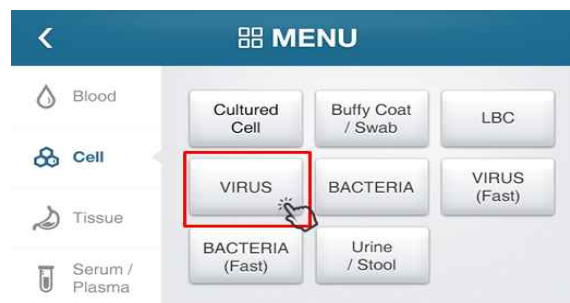 MENU
Blood
Cell
Tissue
Serum /
Plasma
Cultured
Cell
Buffy Coat
/ Swab
LBC
VIRUS
BACTERIA
VIRUS
(Fast)
BACTERIA
(Fast)
Urine
/ Stool